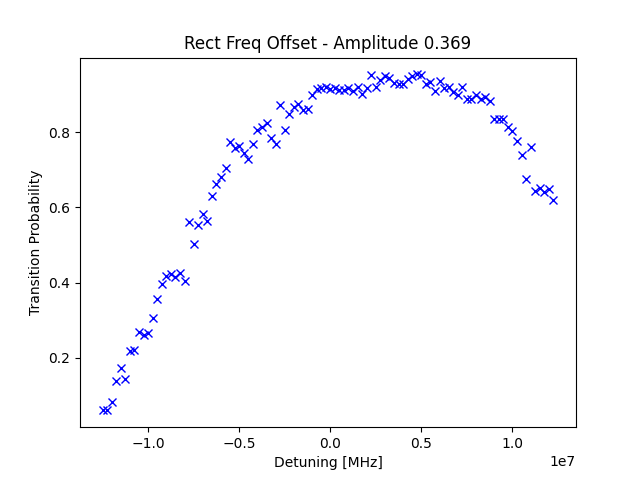 Rect Freq Offset - Amplitude 0.369
Transition Probability
0.8
0.6
0.4
0.2
−1.0 −0.5 0.0 0.5 1.0
1e7
Detuning [MHz]